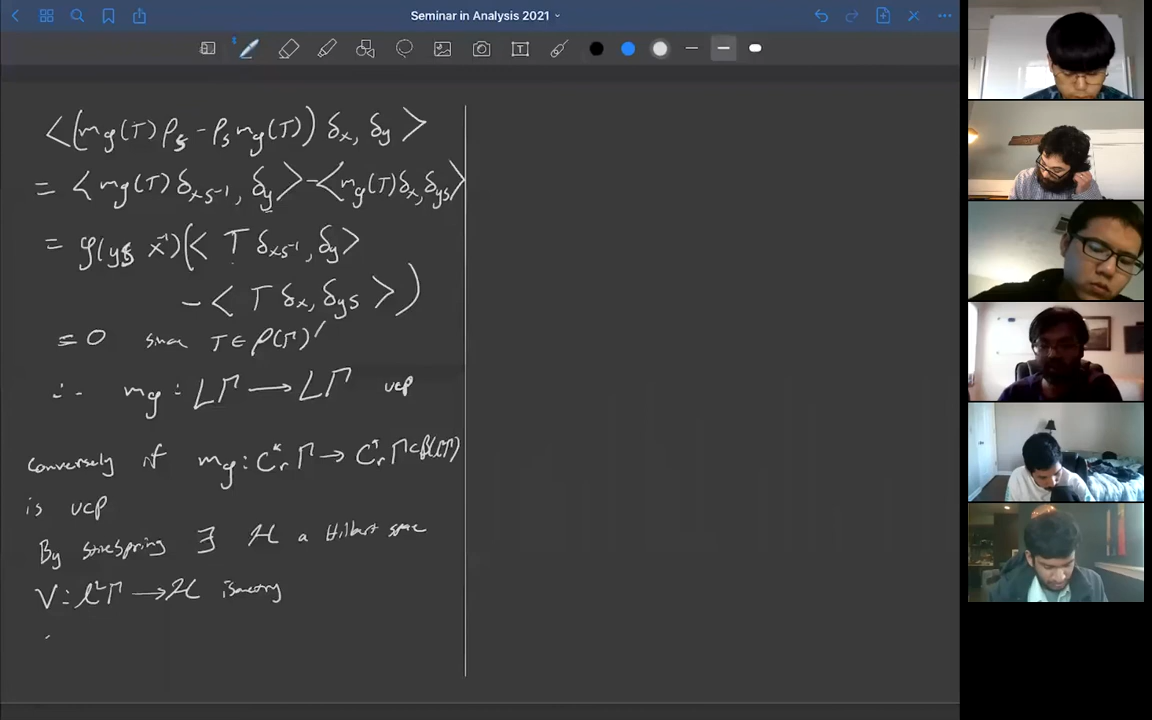 Seminar in Analysis 2021
<(m_φ(T) ρ_s - ρ_s m_φ(T)) δ_x, δ_y>
= <m_φ(T) δ_{xs^{-1}}, δ_y> - <m_φ(T) δ_x, δ_{ys}>
= φ(ys x^{-1})(<T δ_{xs^{-1}}, δ_y>
- <T δ_x, δ_{ys}>)
= 0 since T ∈ ρ(Γ)'
∴ m_φ : LΓ → LΓ ucp
conversely if m_φ : C*_r Γ → C*_r Γ ⊂ B(l²Γ)
is ucp
By Stinespring ∃ H a Hilbert space
V : l²Γ → H isometry